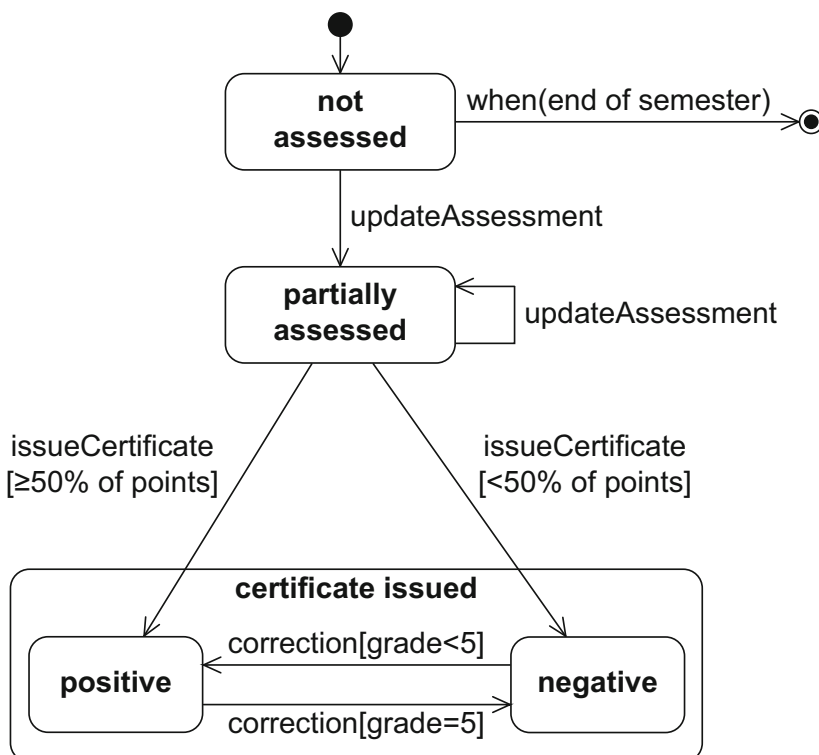 not
assessed
when(end of semester)
updateAssessment
partially
assessed
updateAssessment
issueCertificate
[≥50% of points]
issueCertificate
[<50% of points]
certificate issued
correction[grade<5]
positive
negative
correction[grade=5]